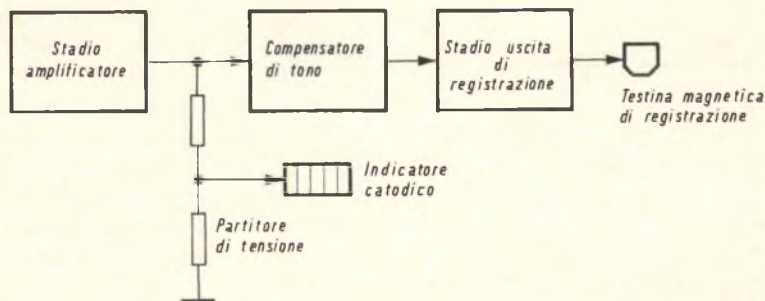 Stadio
amplificatore
Compensatore
di tono
Stadio uscita
di
registrazione
Testina magnetica
di registrazione
Indicatore
catodico
Partitore
di tensione